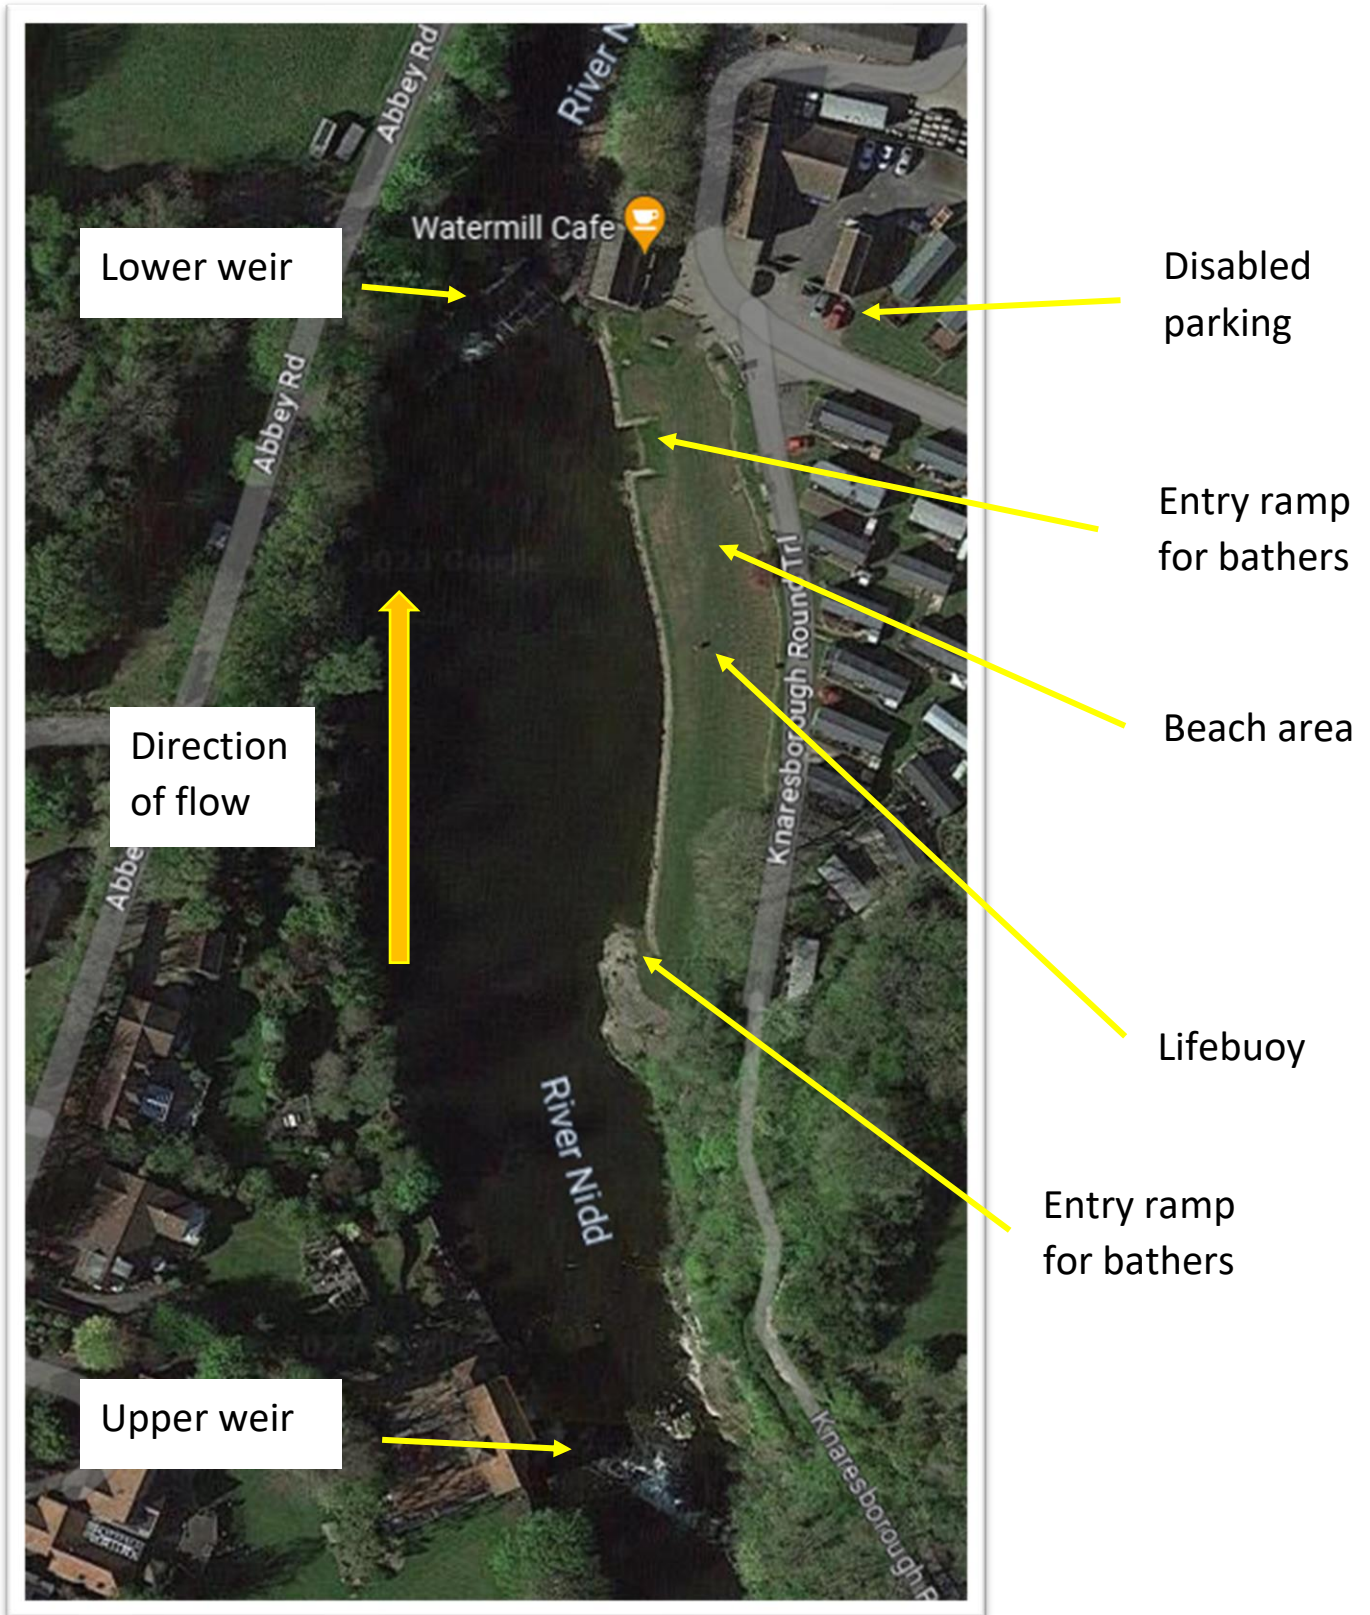 Abbey Rd
River N
Watermill Cafe
Lower weir
Disabled
parking
Abbey Rd
Entry ramp
for bathers
Knaresborough Round Trl
Beach area
Direction
of flow
Abbe
Lifebuoy
River Nidd
Entry ramp
for bathers
Upper weir
Knaresborough R